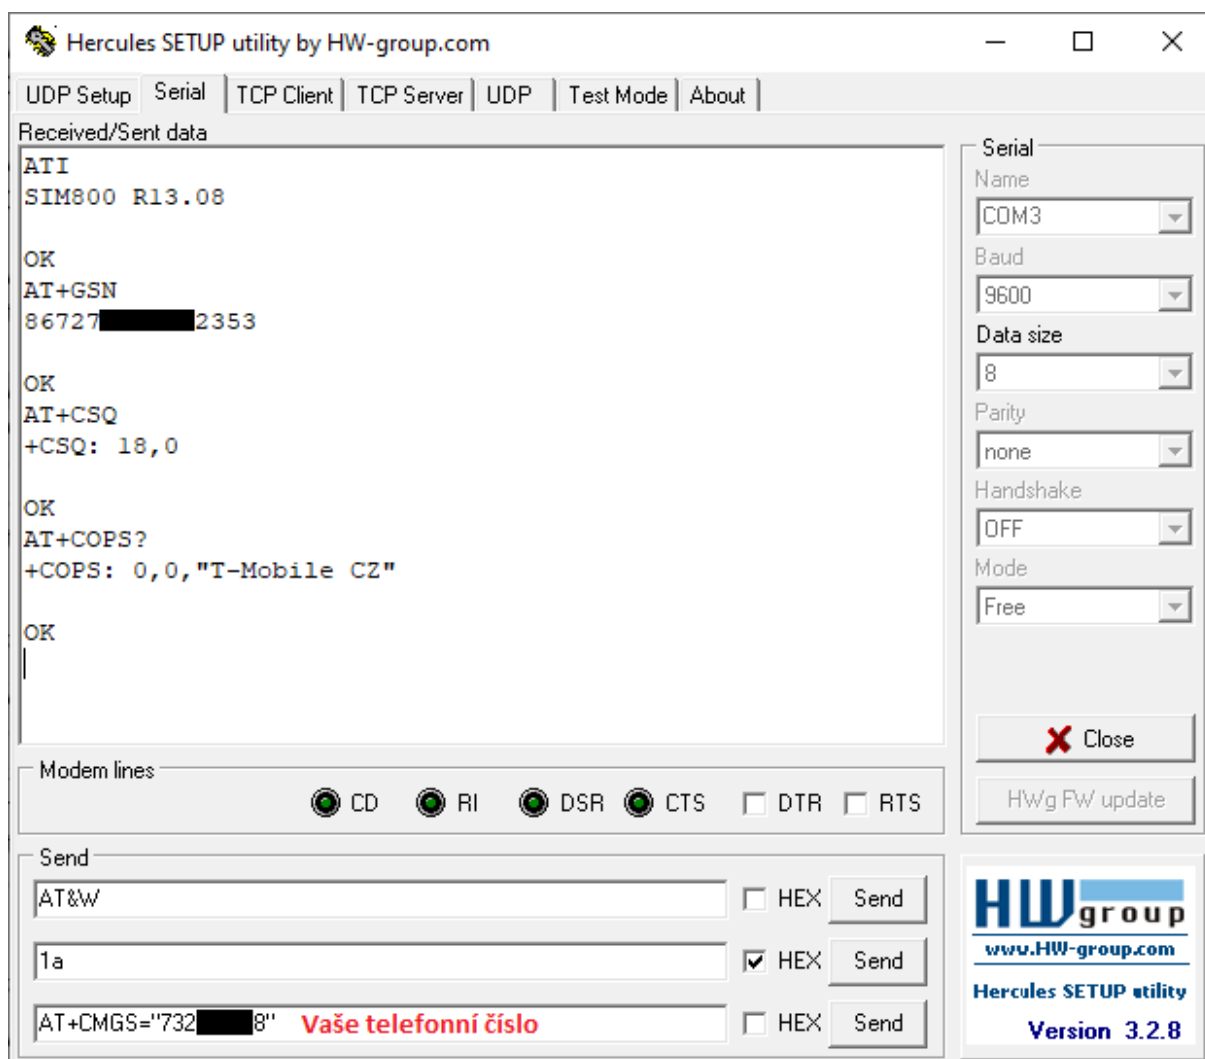 Hercules SETUP utility by HW-group.com
UDP Setup Serial TCP Client TCP Server UDP Test Mode About
Received/Sent data
ATI
SIM800 R13.08
OK
AT+GSN
86727 2353
OK
AT+CSQ
+CSQ: 18,0
OK
AT+COPS?
+COPS: 0,0,"T-Mobile CZ"
OK
Serial
Name
COM3
Baud
9600
Data size
8
Parity
none
Handshake
OFF
Mode
Free
Close
HWg FW update
Modem lines
CD RI DSR CTS DTR RTS
Send
AT&W HEX Send
1a HEX Send
AT+CMGS="732 8" Vaše telefonní číslo HEX Send
HW group
www.HW-group.com
Hercules SETUP utility
Version 3.2.8